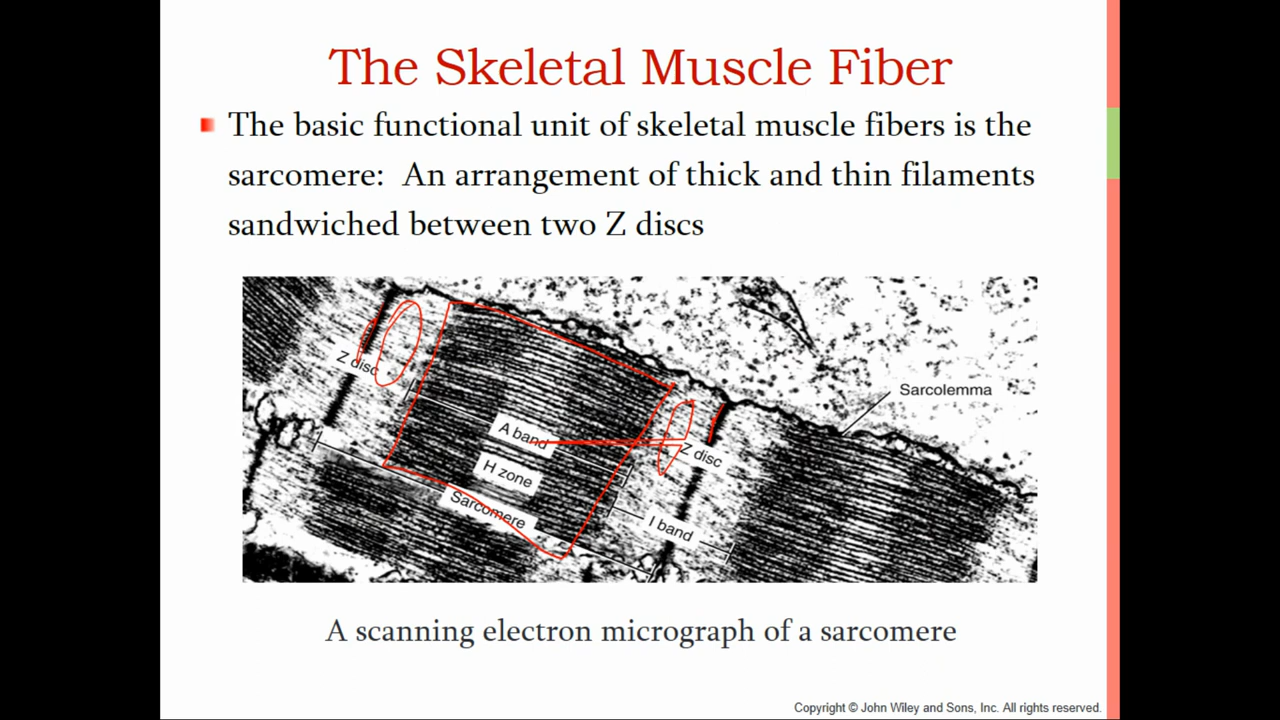 The Skeletal Muscle Fiber
The basic functional unit of skeletal muscle fibers is the
sarcomere: An arrangement of thick and thin filaments
sandwiched between two Z discs
Z disc
Sarcolemma
A band
Z disc
H zone
Sarcomere
I band
A scanning electron micrograph of a sarcomere
Copyright © John Wiley and Sons, Inc. All rights reserved.